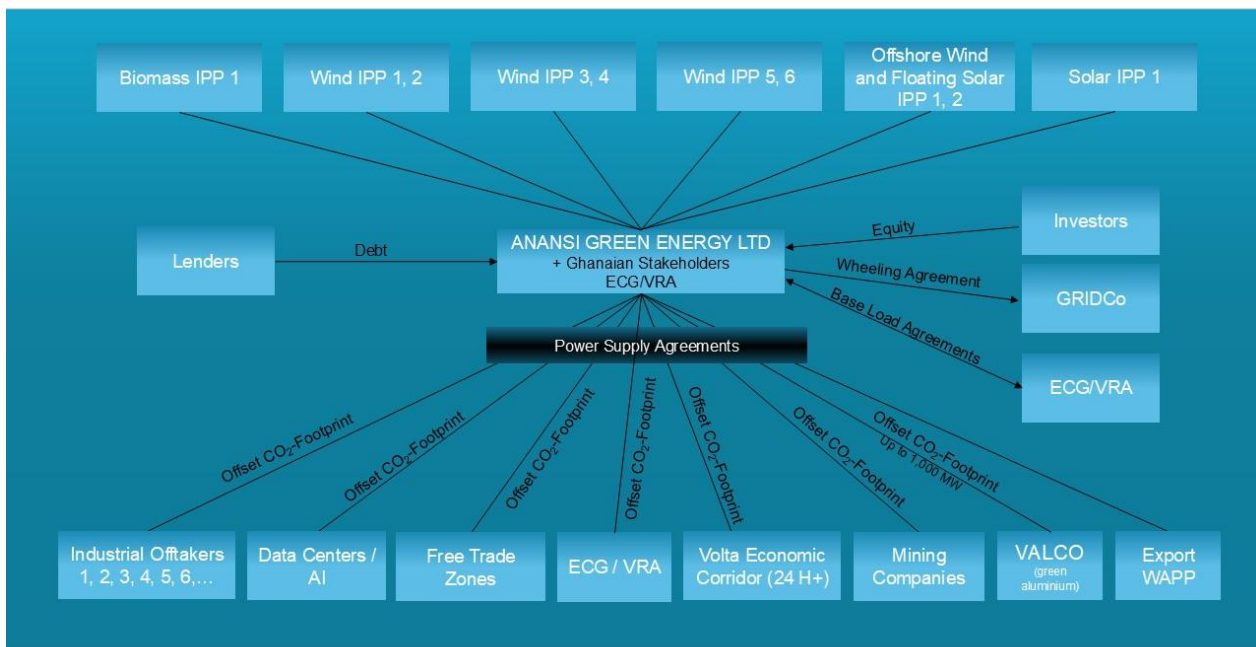 Biomass IPP 1
Wind IPP 1, 2
Wind IPP 3, 4
Wind IPP 5, 6
Offshore Wind
and Floating Solar
IPP 1, 2
Solar IPP 1
Lenders
Debt
ANANSI GREEN ENERGY LTD
+ Ghanaian Stakeholders
ECG/VRA
Equity
Investors
Wheeling Agreement
GRIDCo
Base Load Agreements
ECG/VRA
Power Supply Agreements
Offset CO₂-Footprint
Offset CO₂-Footprint
Offset CO₂-Footprint
Offset CO₂-Footprint
Offset CO₂-Footprint
Offset CO₂-Footprint
Offset CO₂-Footprint
Up to 1,000 MW
Industrial Offtakers
1, 2, 3, 4, 5, 6,...
Data Centers /
AI
Free Trade
Zones
ECG / VRA
Volta Economic
Corridor (24 H+)
Mining
Companies
VALCO
(green
aluminium)
Export
WAPP